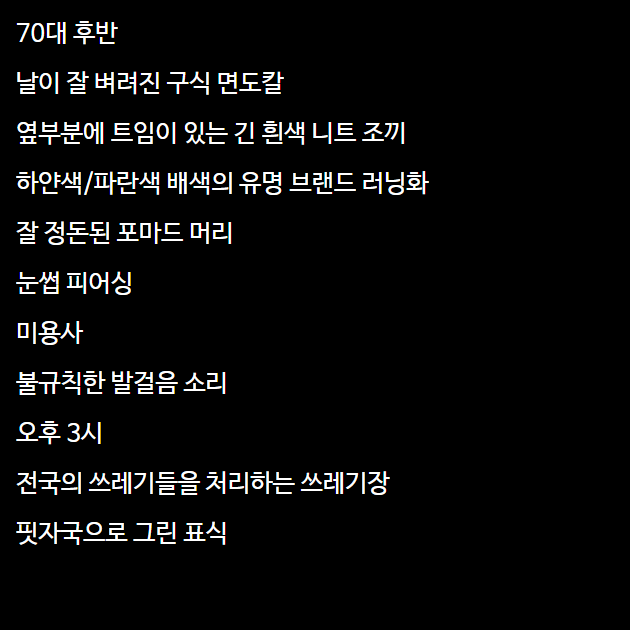 70대 후반
날이 잘 벼려진 구식 면도칼
옆부분에 트임이 있는 긴 흰색 니트 조끼
하얀색/파란색 배색의 유명 브랜드 러닝화
잘 정돈된 포마드 머리
눈썹 피어싱
미용사
불규칙한 발걸음 소리
오후 3시
전국의 쓰레기들을 처리하는 쓰레기장
핏자국으로 그린 표식